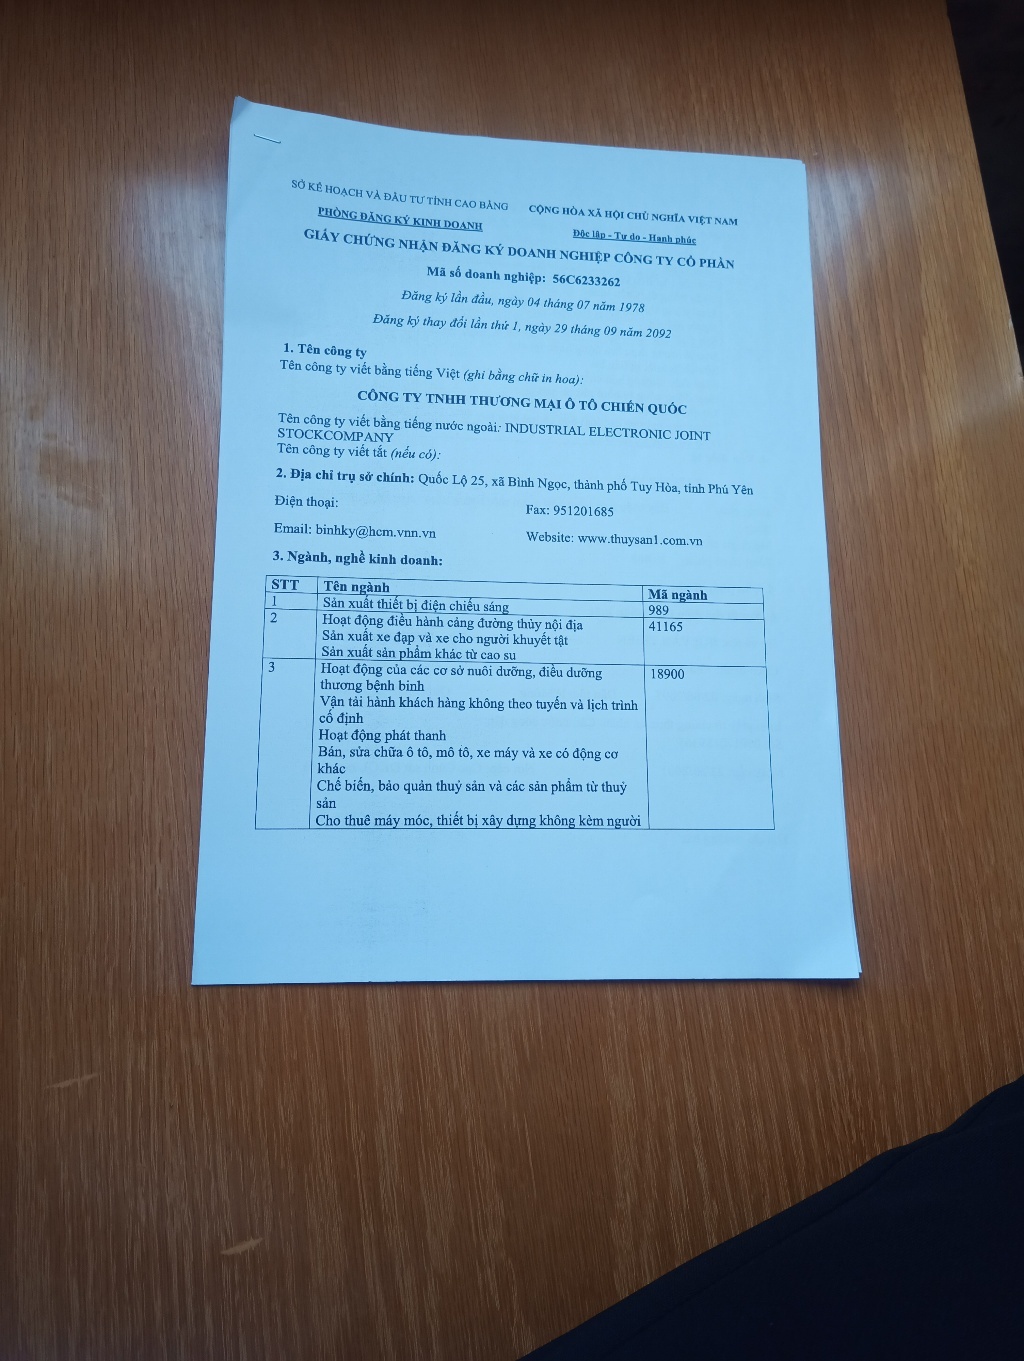 SỞ KẾ HOẠCH VÀ ĐẦU TƯ TỈNH CAO BẰNG
CỘNG HÒA XÃ HỘI CHỦ NGHĨA VIỆT NAM
PHÒNG ĐĂNG KÝ KINH DOANH
Độc lập - Tự do - Hạnh phúc
GIẤY CHỨNG NHẬN ĐĂNG KÝ DOANH NGHIỆP CÔNG TY CỔ PHẦN
Mã số doanh nghiệp: 56C6233262
Đăng ký lần đầu, ngày 04 tháng 07 năm 1978
Đăng ký thay đổi lần thứ 1, ngày 29 tháng 09 năm 2092
1. Tên công ty
Tên công ty viết bằng tiếng Việt (ghi bằng chữ in hoa):
CÔNG TY TNHH THƯƠNG MẠI Ô TÔ CHIẾN QUỐC
Tên công ty viết bằng tiếng nước ngoài: INDUSTRIAL ELECTRONIC JOINT
STOCKCOMPANY
Tên công ty viết tắt (nếu có):
2. Địa chỉ trụ sở chính: Quốc Lộ 25, xã Bình Ngọc, thành phố Tuy Hòa, tỉnh Phú Yên
Điện thoại:
Fax: 951201685
Email: binhky@hcm.vnn.vn
Website: www.thuysan1.com.vn
3. Ngành, nghề kinh doanh:
STT Tên ngành Mã ngành
1 Sản xuất thiết bị điện chiếu sáng 989
2 Hoạt động điều hành cảng đường thủy nội địa 41165
Sản xuất xe đạp và xe cho người khuyết tật
Sản xuất sản phẩm khác từ cao su
3 Hoạt động của các cơ sở nuôi dưỡng, điều dưỡng 18900
thương bệnh binh
Vận tải hành khách hàng không theo tuyến và lịch trình
cố định
Hoạt động phát thanh
Bán, sửa chữa ô tô, mô tô, xe máy và xe có động cơ
khác
Chế biến, bảo quản thuỷ sản và các sản phẩm từ thuỷ
sản
Cho thuê máy móc, thiết bị xây dựng không kèm người